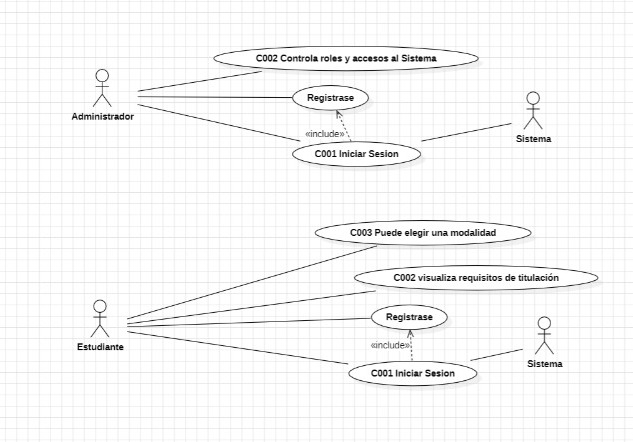 C002 Controla roles y accesos al Sistema
Registrase
Administrador
«include»
Sistema
C001 Iniciar Sesion
C003 Puede elegir una modalidad
C002 visualiza requisitos de titulación
Registrase
Estudiante
«include»
Sistema
C001 Iniciar Sesion